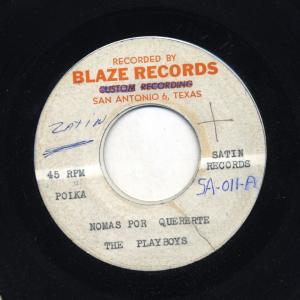 RECORDED BY
BLAZE RECORDS
CUSTOM RECORDING
SAN ANTONIO 6, TEXAS
ZATIN
45 RPM
POLKA
SATIN
RECORDS
SA-011-A
NOMAS POR QUERERTE
THE PLAYBOYS